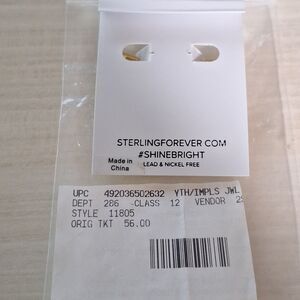 STERLINGFOREVER.COM
#SHINEBRIGHT
LEAD & NICKEL FREE
Made in
China
UPC 492036502632 YTH/IMPLS JWL
DEPT 286 -CLASS 12 VENDOR
STYLE 11805
ORIG TKT 56.00